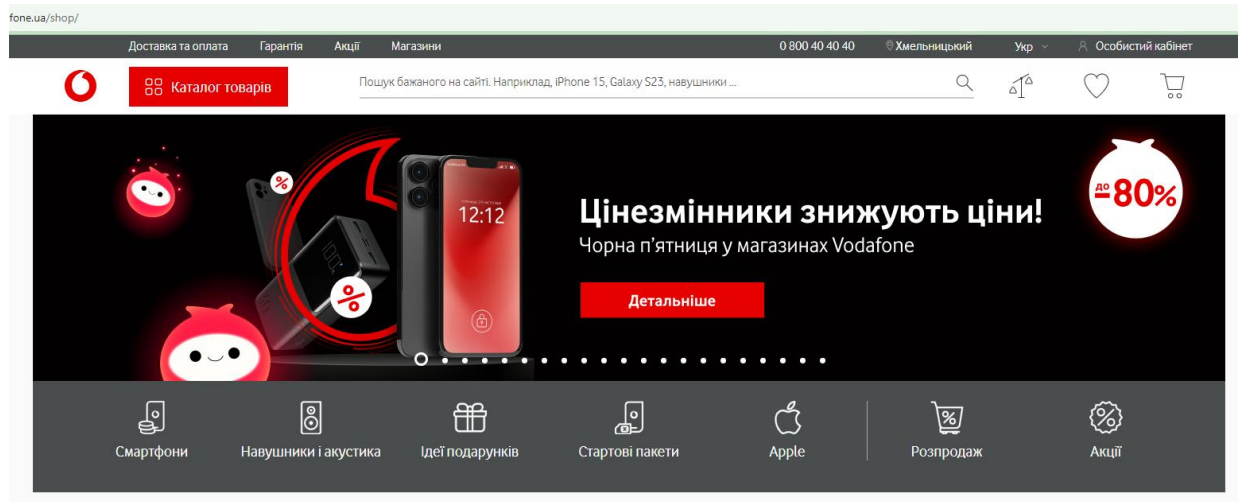 fone.ua/shop/
Доставка та оплата Гарантія Акції Магазини 0 800 40 40 40 Хмельницький Укр Особистий кабінет
Каталог товарів Пошук бажаного на сайті. Наприклад, iPhone 15, Galaxy S23, навушники ...
до -80%
%
12:12
%
Цінезмінники знижують ціни!
Чорна п’ятниця у магазинах Vodafone
Детальніше
Смартфони Навушники і акустика Ідеї подарунків Стартові пакети Apple Розпродаж Акції